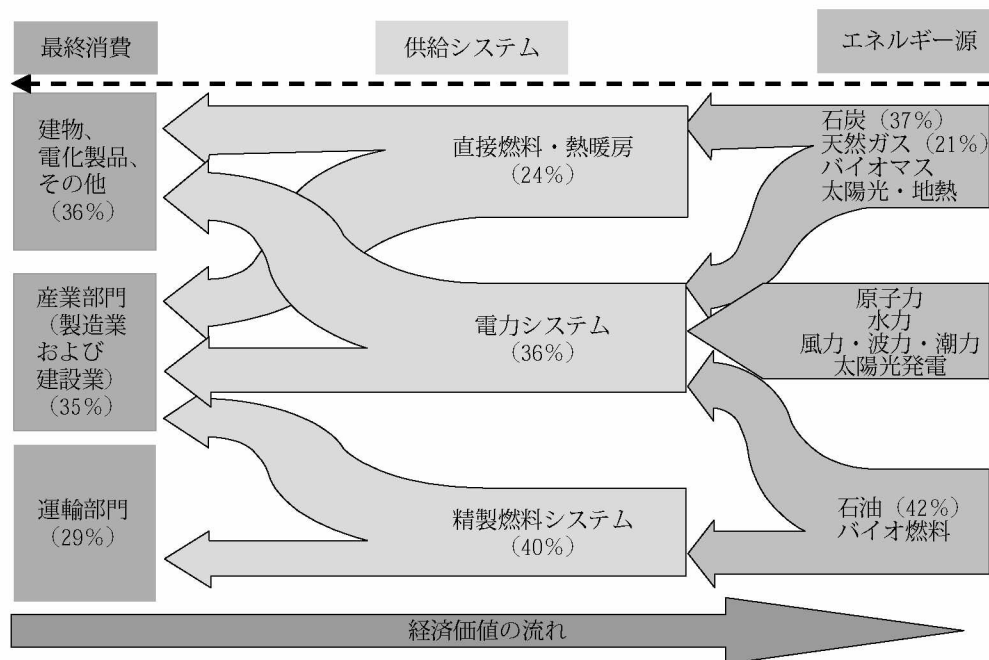 最終消費
供給システム
エネルギー源
建物、
電化製品、
その他
(36%)
産業部門
(製造業
および
建設業)
(35%)
運輸部門
(29%)
直接燃料・熱暖房
(24%)
電力システム
(36%)
精製燃料システム
(40%)
石炭 (37%)
天然ガス (21%)
バイオマス
太陽光・地熱
原子力
水力
風力・波力・潮力
太陽光発電
石油 (42%)
バイオ燃料
経済価値の流れ